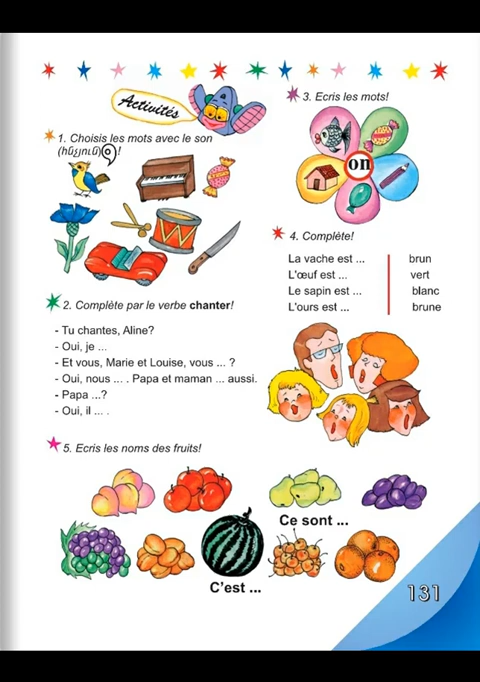 Activités
1. Choisis les mots avec le son
(հնչյուն) !
2. Complète par le verbe chanter!
- Tu chantes, Aline?
- Oui, je ...
- Et vous, Marie et Louise, vous ... ?
- Oui, nous ... . Papa et maman ... aussi.
- Papa ...?
- Oui, il ... .
3. Ecris les mots!
on
4. Complète!
La vache est ... brun
L'œuf est ... vert
Le sapin est ... blanc
L'ours est ... brune
5. Ecris les noms des fruits!
Ce sont ...
C'est ...
131